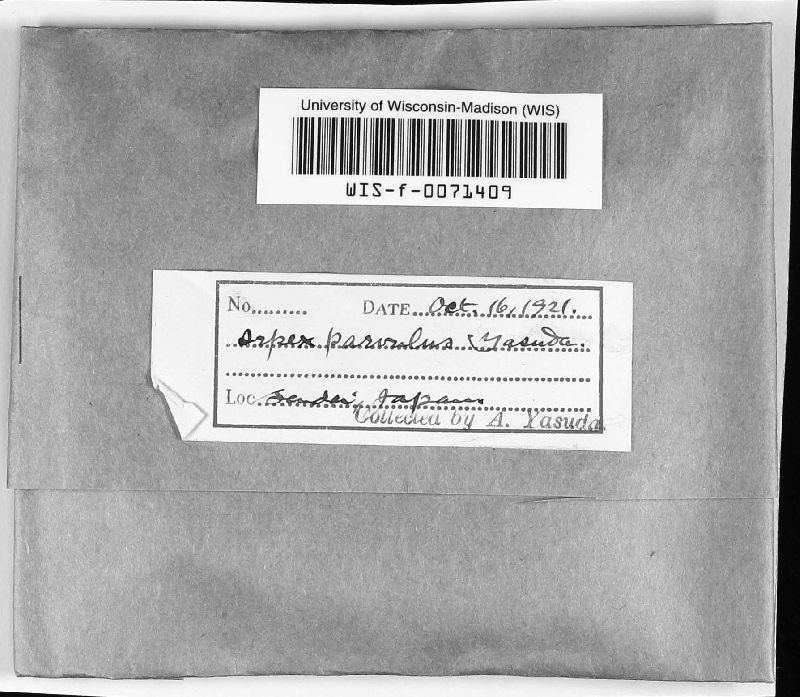 University of Wisconsin-Madison (WIS)
WIS-f-0071409
No......... DATE Oct. 16, 1921.
Irpex parvulus Yasuda.
Loc. Sendai, Japan
Collected by A. Yasuda.